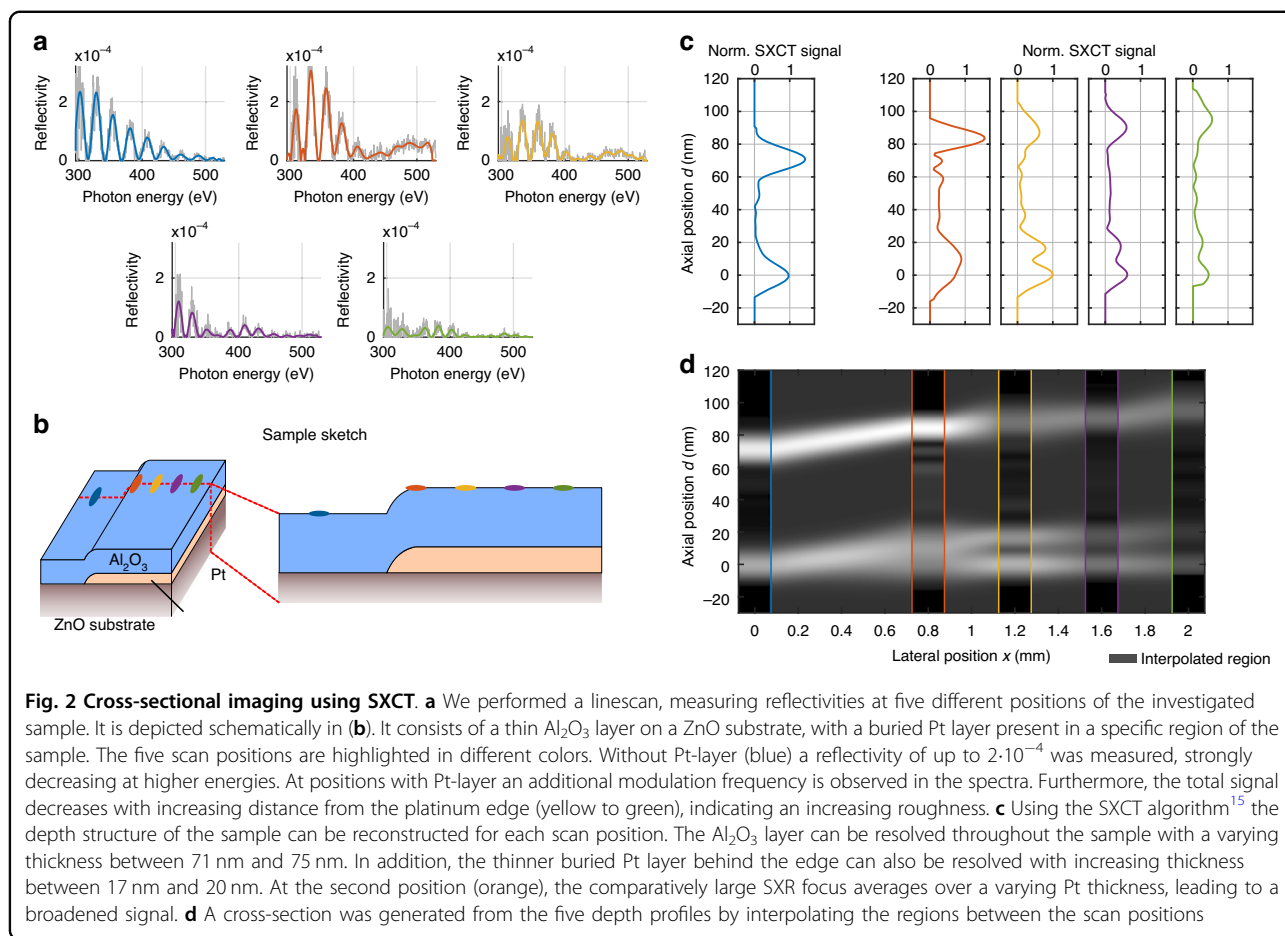 a
×10⁻⁴
×10⁻⁴
×10⁻⁴
Reflectivity
2
0
2
0
2
0
300 400 500
300 400 500
300 400 500
Photon energy (eV)
Photon energy (eV)
Photon energy (eV)
×10⁻⁴
×10⁻⁴
Reflectivity
Reflectivity
2
0
2
0
300 400 500
300 400 500
Photon energy (eV)
Photon energy (eV)
b
Sample sketch
Al₂O₃
Pt
ZnO substrate
c
Norm. SXCT signal
Norm. SXCT signal
0 1
0 1
0 1
0 1
0 1
Axial position d (nm)
120
100
80
60
40
20
0
–20
120
100
80
60
40
20
0
–20
d
Axial position d (nm)
120
100
80
60
40
20
0
–20
0 0.2 0.4 0.6 0.8 1 1.2 1.4 1.6 1.8 2
Lateral position x (mm)
Interpolated region
Fig. 2 Cross-sectional imaging using SXCT. a We performed a linescan, measuring reflectivities at five different positions of the investigated
sample. It is depicted schematically in (b). It consists of a thin Al₂O₃ layer on a ZnO substrate, with a buried Pt layer present in a specific region of the
sample. The five scan positions are highlighted in different colors. Without Pt-layer (blue) a reflectivity of up to 2·10⁻⁴ was measured, strongly
decreasing at higher energies. At positions with Pt-layer an additional modulation frequency is observed in the spectra. Furthermore, the total signal
decreases with increasing distance from the platinum edge (yellow to green), indicating an increasing roughness. c Using the SXCT algorithm¹⁵ the
depth structure of the sample can be reconstructed for each scan position. The Al₂O₃ layer can be resolved throughout the sample with a varying
thickness between 71 nm and 75 nm. In addition, the thinner buried Pt layer behind the edge can also be resolved with increasing thickness
between 17 nm and 20 nm. At the second position (orange), the comparatively large SXR focus averages over a varying Pt thickness, leading to a
broadened signal. d A cross-section was generated from the five depth profiles by interpolating the regions between the scan positions